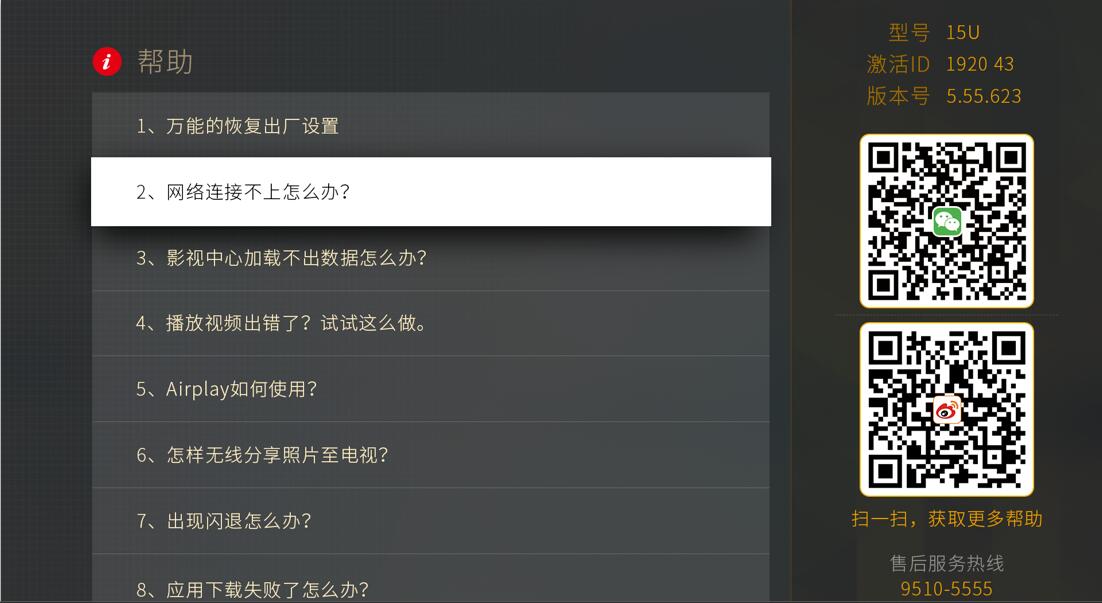 帮助
1、万能的恢复出厂设置
2、网络连接不上怎么办?
3、影视中心加载不出数据怎么办?
4、播放视频出错了?试试这么做。
5、Airplay如何使用?
6、怎样无线分享照片至电视?
7、出现闪退怎么办?
8、应用下载失败了怎么办?
型号 15U
激活ID 1920 43
版本号 5.55.623
扫一扫，获取更多帮助
售后服务热线
9510-5555